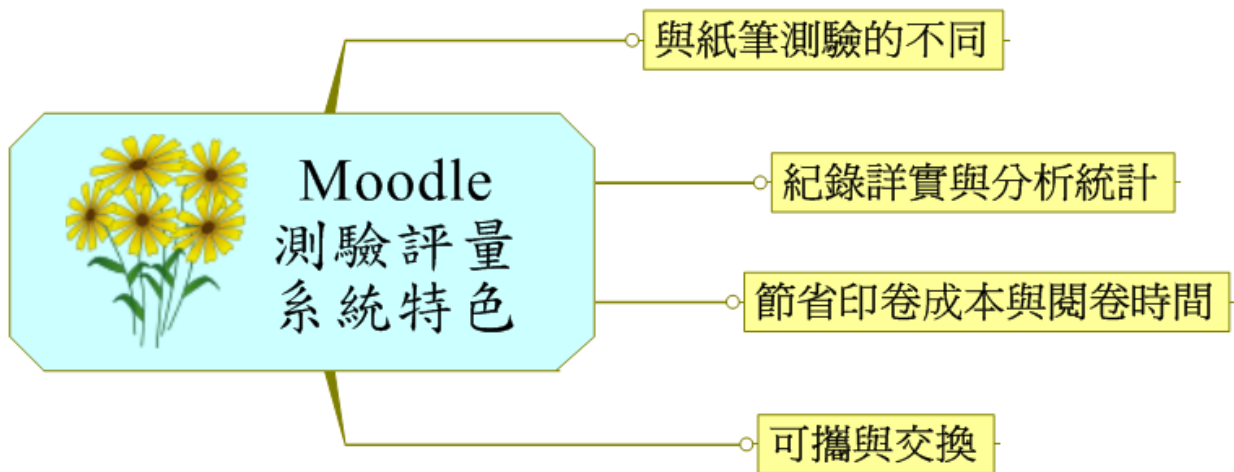 Moodle
測驗評量
系統特色
與紙筆測驗的不同
紀錄詳實與分析統計
節省印卷成本與閱卷時間
可攜與交換